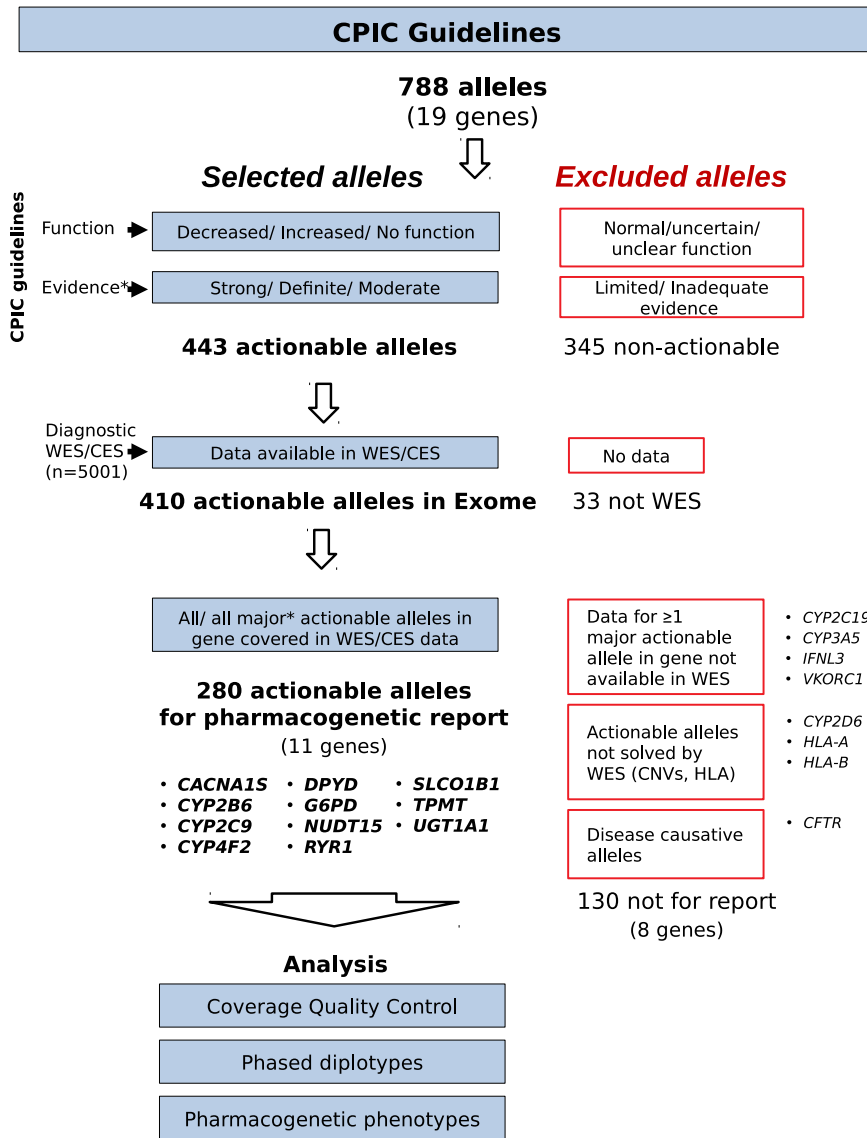 CPIC Guidelines
788 alleles
(19 genes)
Selected alleles
Excluded alleles
CPIC guidelines
Function
Decreased/ Increased/ No function
Normal/uncertain/
unclear function
Evidence*
Strong/ Definite/ Moderate
Limited/ Inadequate
evidence
443 actionable alleles
345 non-actionable
Diagnostic
WES/CES
(n=5001)
Data available in WES/CES
No data
410 actionable alleles in Exome
33 not WES
All/ all major* actionable alleles in
gene covered in WES/CES data
Data for ≥1
major actionable
allele in gene not
available in WES
• CYP2C19
• CYP3A5
• IFNL3
• VKORC1
280 actionable alleles
for pharmacogenetic report
(11 genes)
Actionable alleles
not solved by
WES (CNVs, HLA)
• CYP2D6
• HLA-A
• HLA-B
• CACNA1S
• CYP2B6
• CYP2C9
• CYP4F2
• DPYD
• G6PD
• NUDT15
• RYR1
• SLCO1B1
• TPMT
• UGT1A1
Disease causative
alleles
• CFTR
130 not for report
(8 genes)
Analysis
Coverage Quality Control
Phased diplotypes
Pharmacogenetic phenotypes